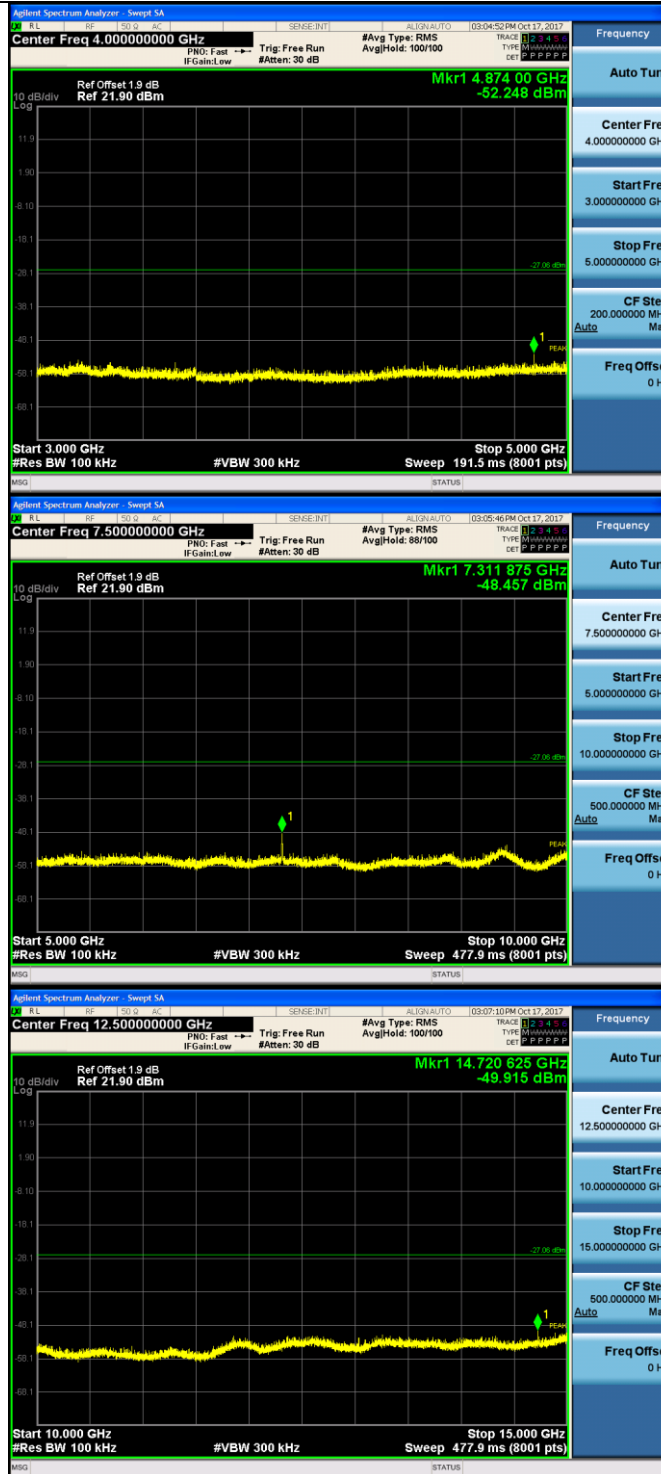 Agilent Spectrum Analyzer - Swept SA
RL RF 50 Ω AC SENSE:INT ALIGNAUTO 03:04:52PM Oct 17, 2017
Center Freq 4.000000000 GHz #Avg Type: RMS TRACE 1 2 3 4 5 6
PNO: Fast Trig: Free Run Avg|Hold: 100/100 TYPE M
IFGain:Low #Atten: 30 dB DET P P P P P P
Mkr1 4.874 00 GHz
-52.248 dBm
Ref Offset 1.9 dB
10 dB/div Ref 21.90 dBm
Log
11.9
1.90
-8.10
-18.1
-27.06 dBm
-28.1
-38.1
1
-48.1
PEAK
-58.1
-68.1
Start 3.000 GHz Stop 5.000 GHz
#Res BW 100 kHz #VBW 300 kHz Sweep 191.5 ms (8001 pts)
MSG STATUS
Frequency
Auto Tun
Center Fre
4.000000000 GH
Start Fre
3.000000000 GH
Stop Fre
5.000000000 GH
CF Ste
200.000000 MH
Auto Ma
Freq Offse
0 H
Agilent Spectrum Analyzer - Swept SA
RL RF 50 Ω AC SENSE:INT ALIGNAUTO 03:05:46PM Oct 17, 2017
Center Freq 7.500000000 GHz #Avg Type: RMS TRACE 1 2 3 4 5 6
PNO: Fast Trig: Free Run Avg|Hold: 88/100 TYPE M
IFGain:Low #Atten: 30 dB DET P P P P P P
Mkr1 7.311 875 GHz
-48.457 dBm
Ref Offset 1.9 dB
10 dB/div Ref 21.90 dBm
Log
11.9
1.90
-8.10
-18.1
-27.06 dBm
-28.1
-38.1
1
-48.1
PEAK
-58.1
-68.1
Start 5.000 GHz Stop 10.000 GHz
#Res BW 100 kHz #VBW 300 kHz Sweep 477.9 ms (8001 pts)
MSG STATUS
Frequency
Auto Tun
Center Fre
7.500000000 GH
Start Fre
5.000000000 GH
Stop Fre
10.000000000 GH
CF Ste
500.000000 MH
Auto Ma
Freq Offse
0 H
Agilent Spectrum Analyzer - Swept SA
RL RF 50 Ω AC SENSE:INT ALIGNAUTO 03:07:10PM Oct 17, 2017
Center Freq 12.500000000 GHz #Avg Type: RMS TRACE 1 2 3 4 5 6
PNO: Fast Trig: Free Run Avg|Hold: 100/100 TYPE M
IFGain:Low #Atten: 30 dB DET P P P P P P
Mkr1 14.720 625 GHz
-49.915 dBm
Ref Offset 1.9 dB
10 dB/div Ref 21.90 dBm
Log
11.9
1.90
-8.10
-18.1
-27.06 dBm
-28.1
-38.1
1
-48.1
PEAK
-58.1
-68.1
Start 10.000 GHz Stop 15.000 GHz
#Res BW 100 kHz #VBW 300 kHz Sweep 477.9 ms (8001 pts)
MSG STATUS
Frequency
Auto Tun
Center Fre
12.500000000 GH
Start Fre
10.000000000 GH
Stop Fre
15.000000000 GH
CF Ste
500.000000 MH
Auto Ma
Freq Offse
0 H